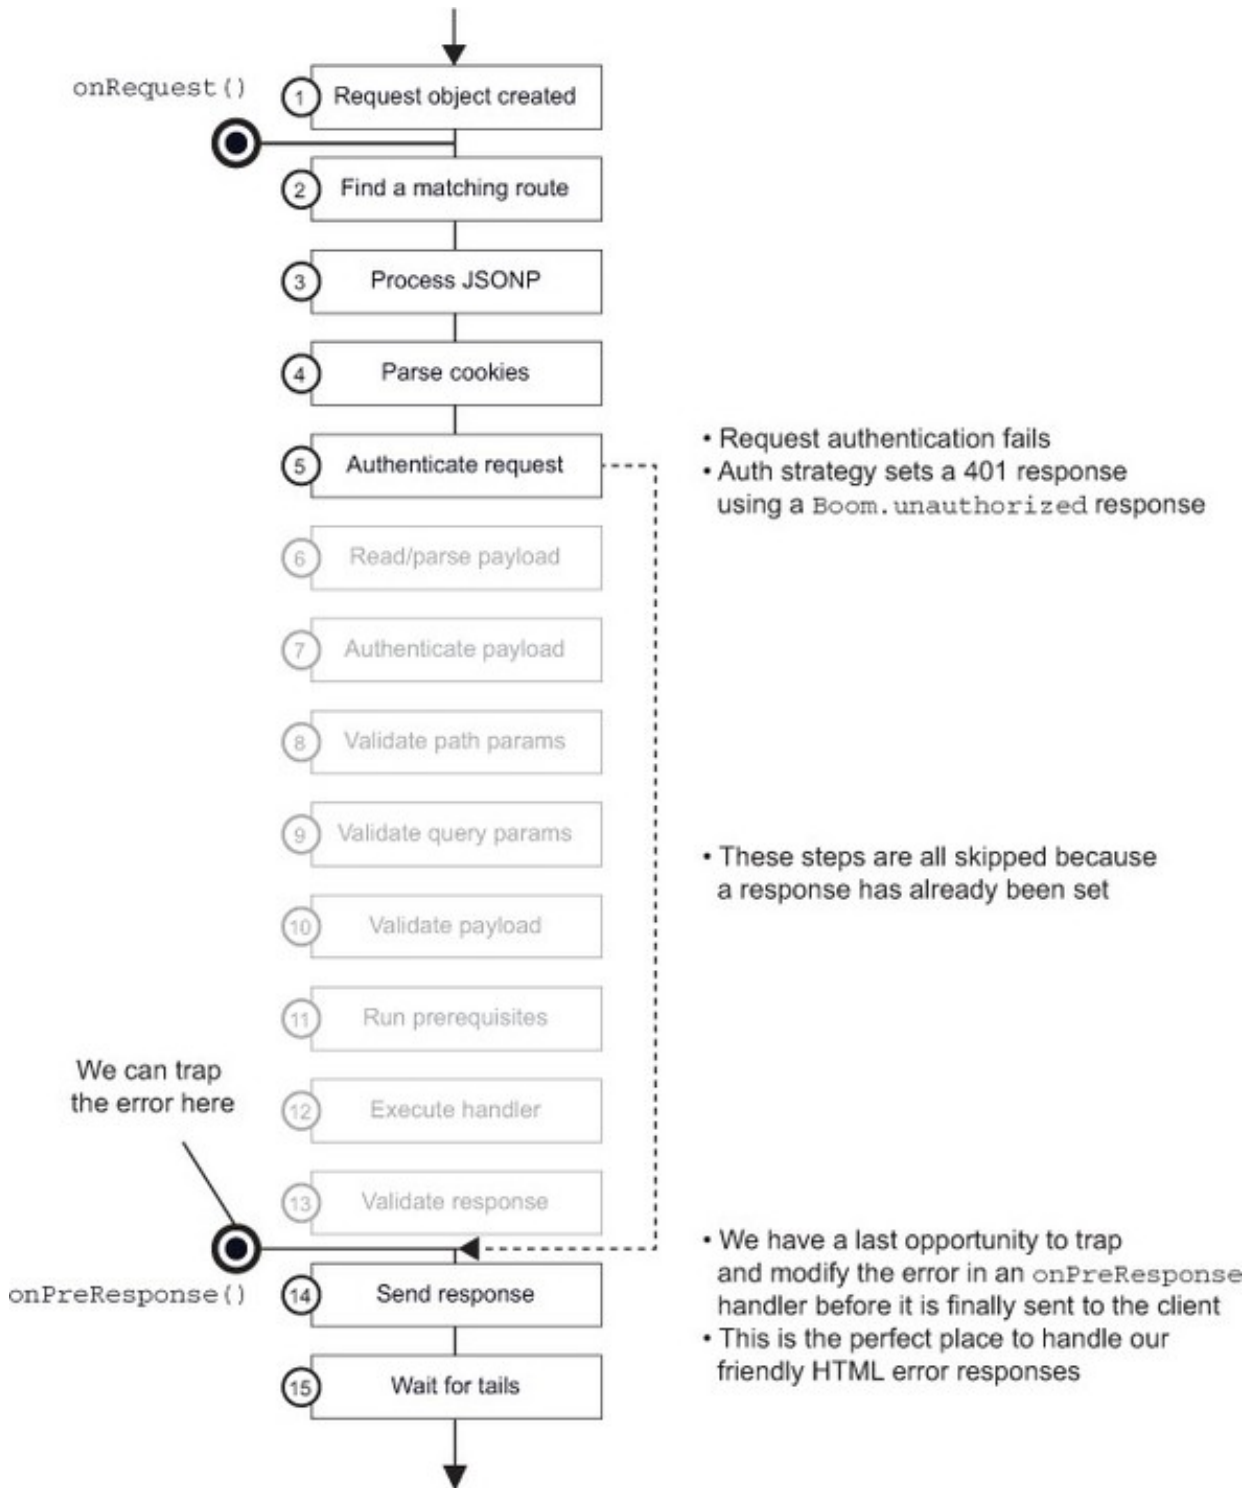 onRequest()
1 Request object created
2 Find a matching route
3 Process JSONP
4 Parse cookies
5 Authenticate request
• Request authentication fails
• Auth strategy sets a 401 response
using a Boom.unauthorized response
6 Read/parse payload
7 Authenticate payload
8 Validate path params
9 Validate query params
• These steps are all skipped because
a response has already been set
10 Validate payload
11 Run prerequisites
We can trap
the error here
12 Execute handler
13 Validate response
onPreResponse()
14 Send response
• We have a last opportunity to trap
and modify the error in an onPreResponse
handler before it is finally sent to the client
• This is the perfect place to handle our
friendly HTML error responses
15 Wait for tails